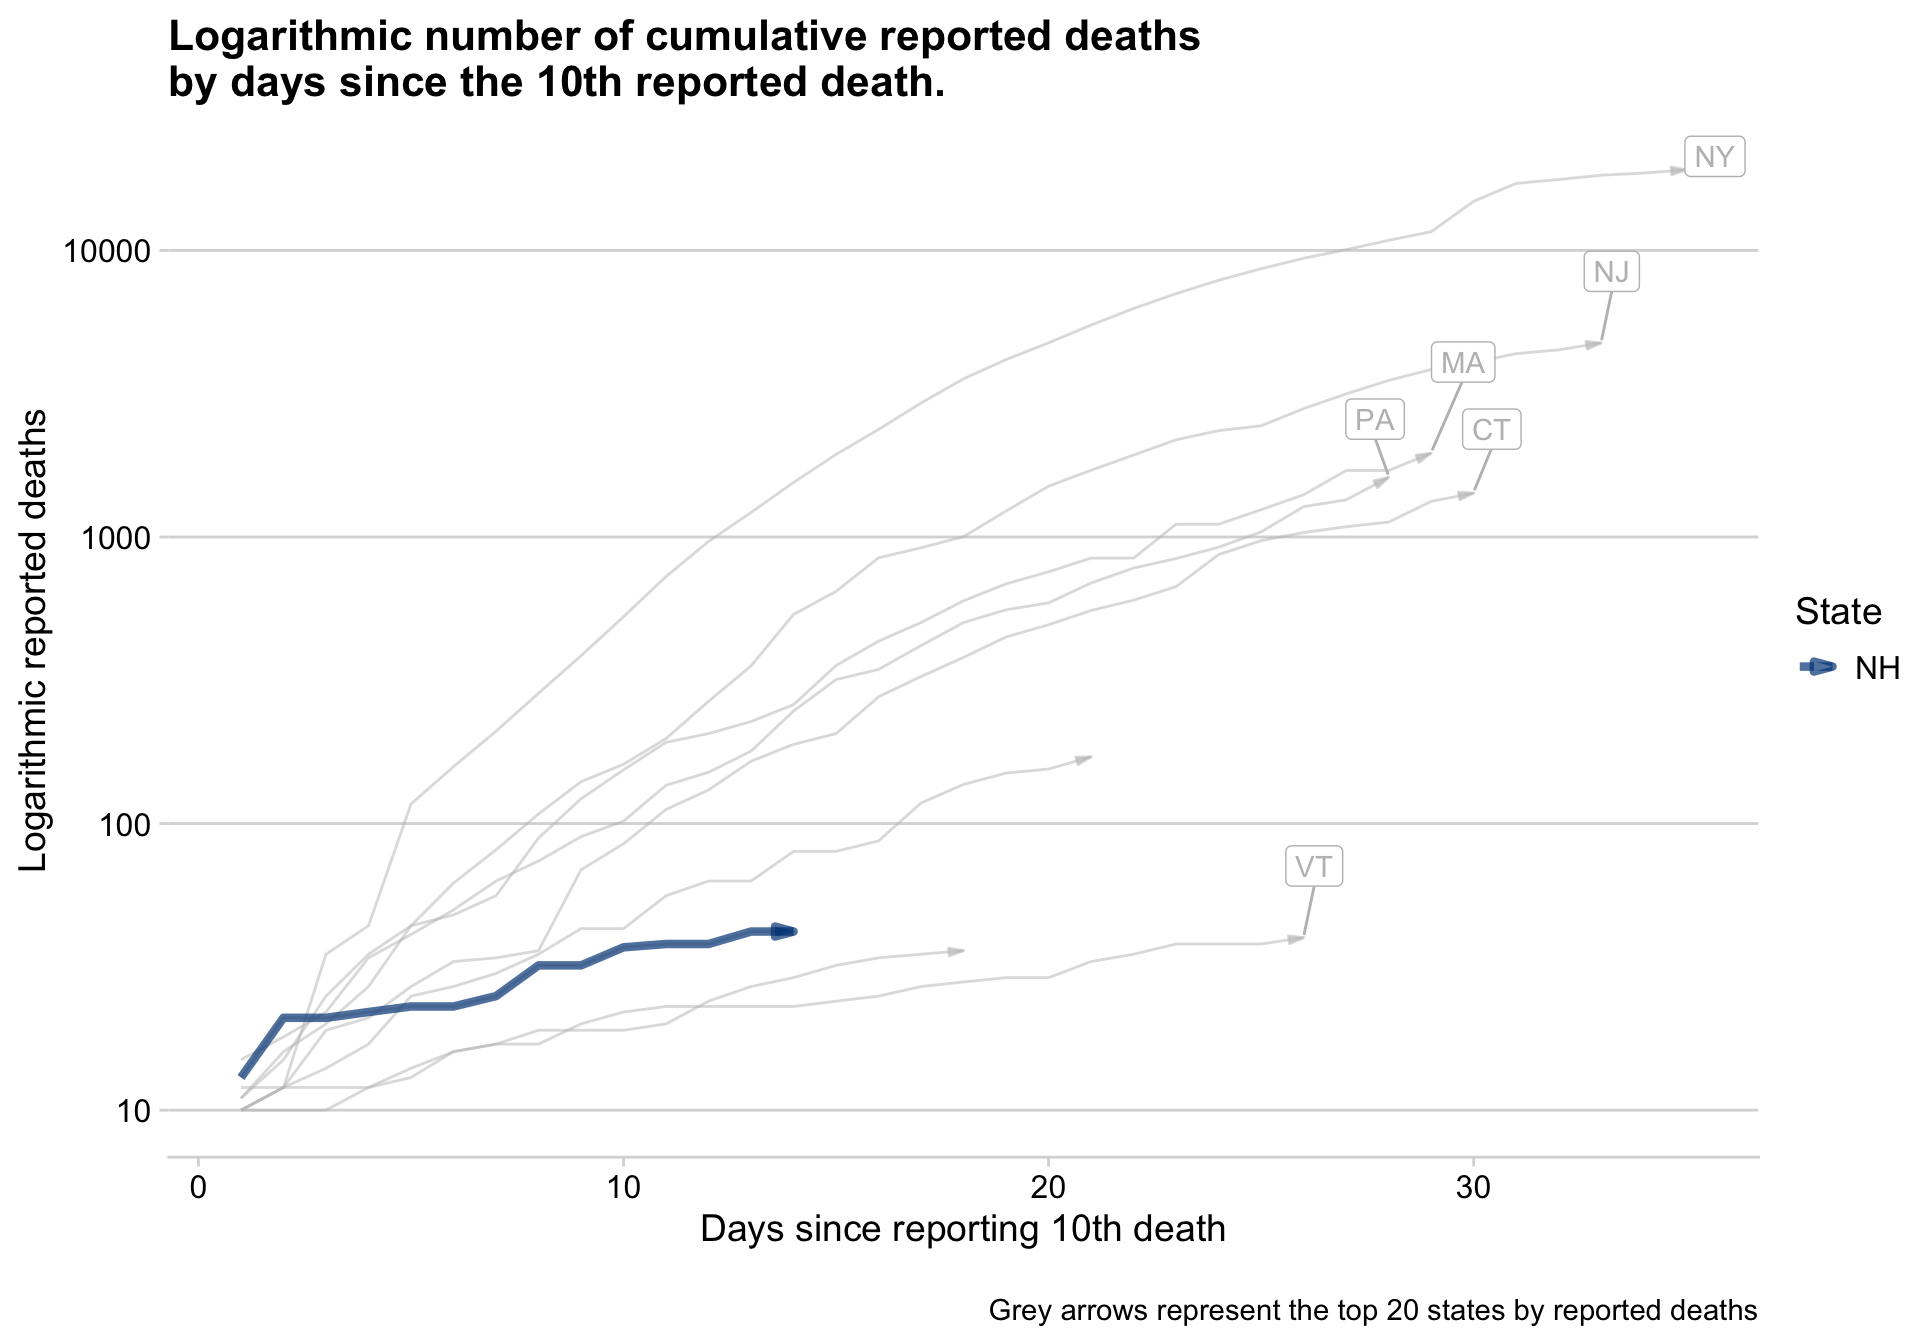 Logarithmic number of cumulative reported deaths
by days since the 10th reported death.
NY
10000
NJ
MA
PA
CT
1000
100
VT
10
Logarithmic reported deaths
State
NH
0
10
20
30
Days since reporting 10th death
Grey arrows represent the top 20 states by reported deaths